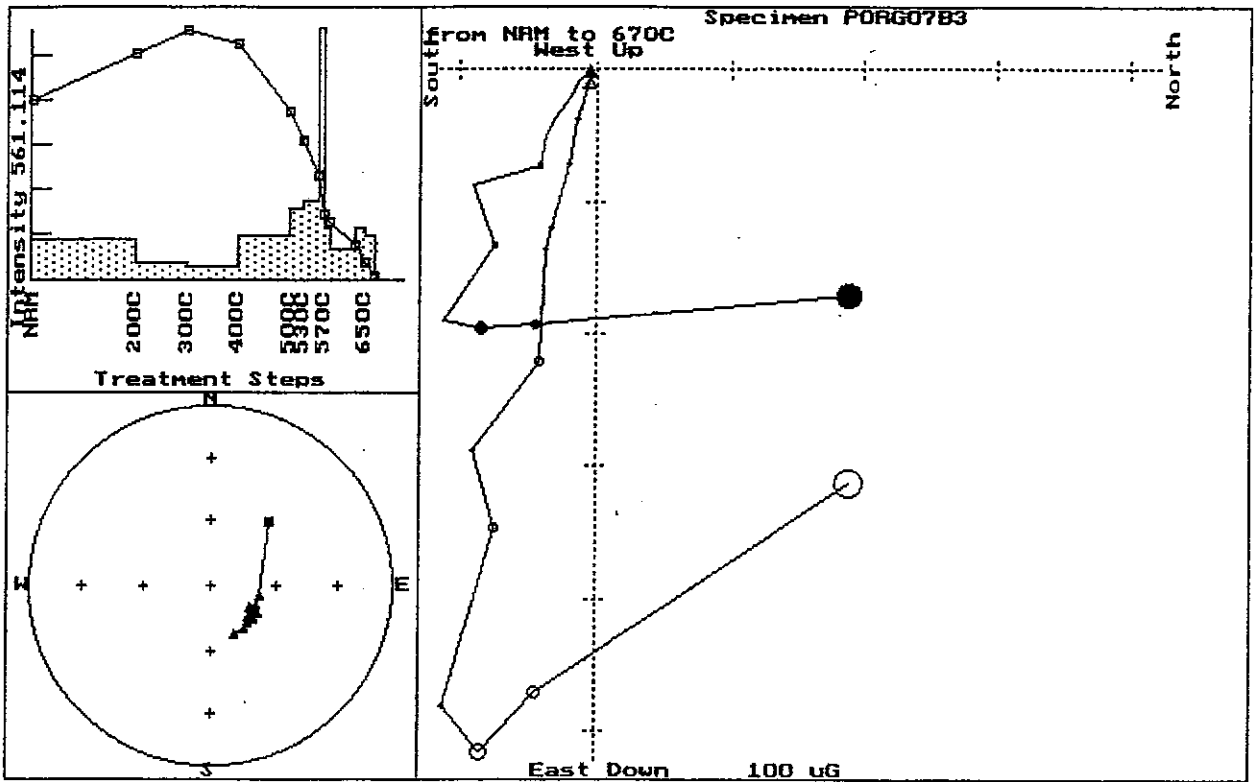 Specimen PORG07B3
from NRM to 670C
West Up
South
North
Intensity 561.114
NRM
200C
300C
400C
500C
530C
570C
650C
Treatment Steps
N
W
E
S
East Down 100 uG